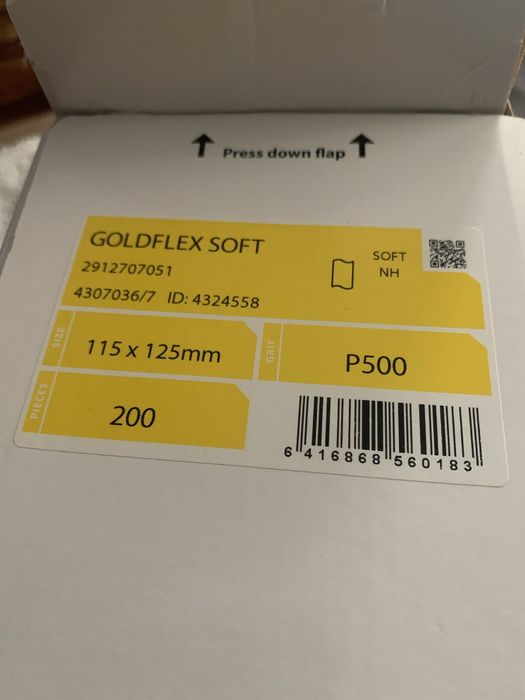 Press down flap
GOLDFLEX SOFT
2912707051
4307036/7 ID: 4324558
SOFT
NH
SIZE
115 x 125mm
GRIT
P500
PIECES
200
6 416868 560183